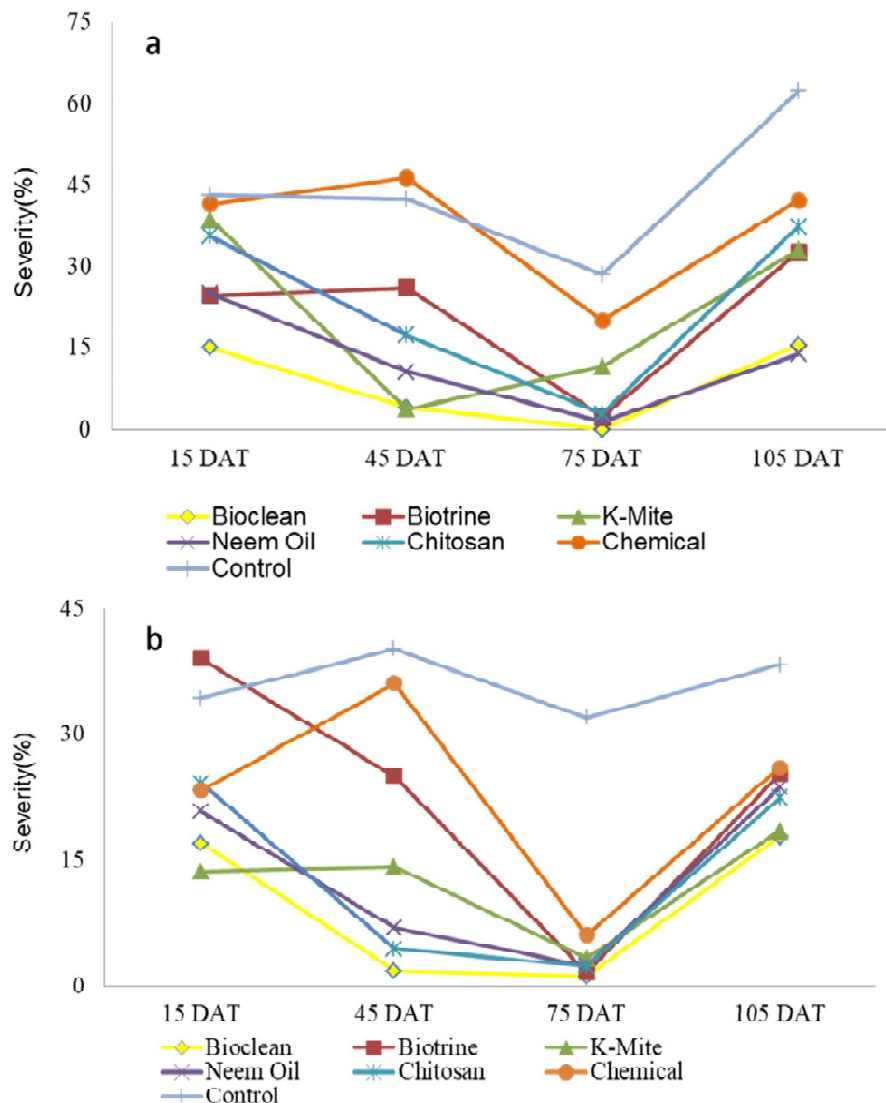 75
a
60
45
30
15
0
Severity(%)
15 DAT 45 DAT 75 DAT 105 DAT
Bioclean Biotrine K-Mite
Neem Oil Chitosan Chemical
Control
45
b
30
15
0
Severity(%)
15 DAT 45 DAT 75 DAT 105 DAT
Bioclean Biotrine K-Mite
Neem Oil Chitosan Chemical
Control